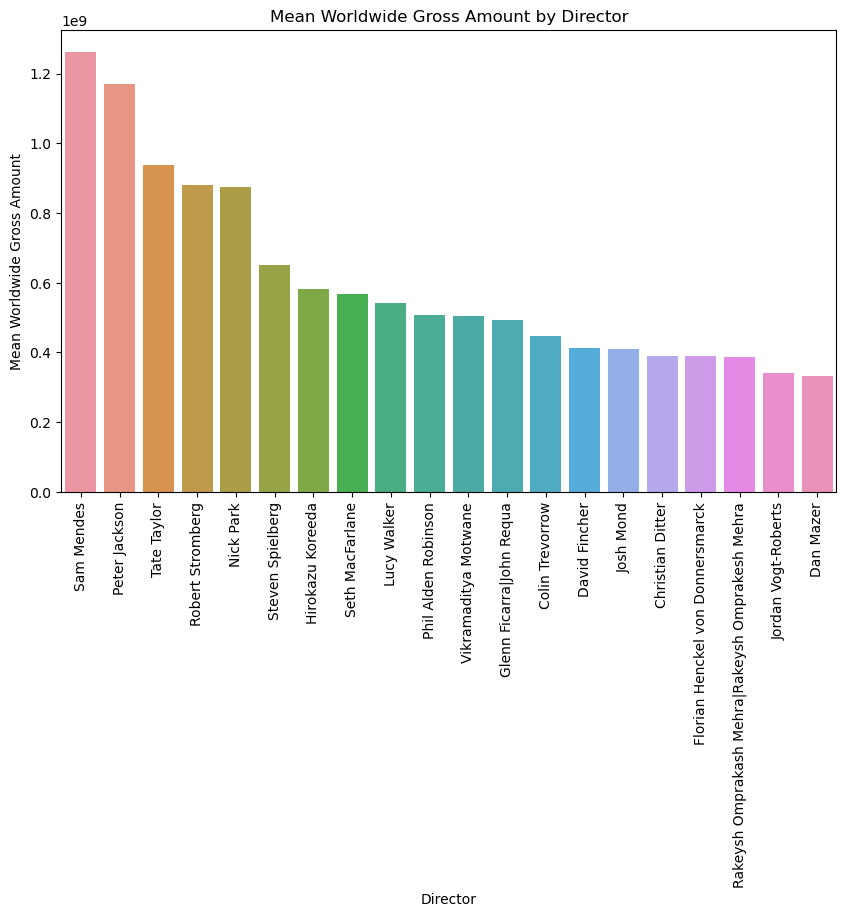 Mean Worldwide Gross Amount by Director
1e9
Mean Worldwide Gross Amount
1.2
1.0
0.8
0.6
0.4
0.2
0.0
Sam Mendes
Peter Jackson
Tate Taylor
Robert Stromberg
Nick Park
Steven Spielberg
Hirokazu Koreeda
Seth MacFarlane
Lucy Walker
Phil Alden Robinson
Vikramaditya Motwane
Glenn Ficarra|John Requa
Colin Trevorrow
David Fincher
Josh Mond
Christian Ditter
Florian Henckel von Donnersmarck
Rakeysh Omprakash Mehra|Rakeysh Omprakesh Mehra
Jordan Vogt-Roberts
Dan Mazer
Director